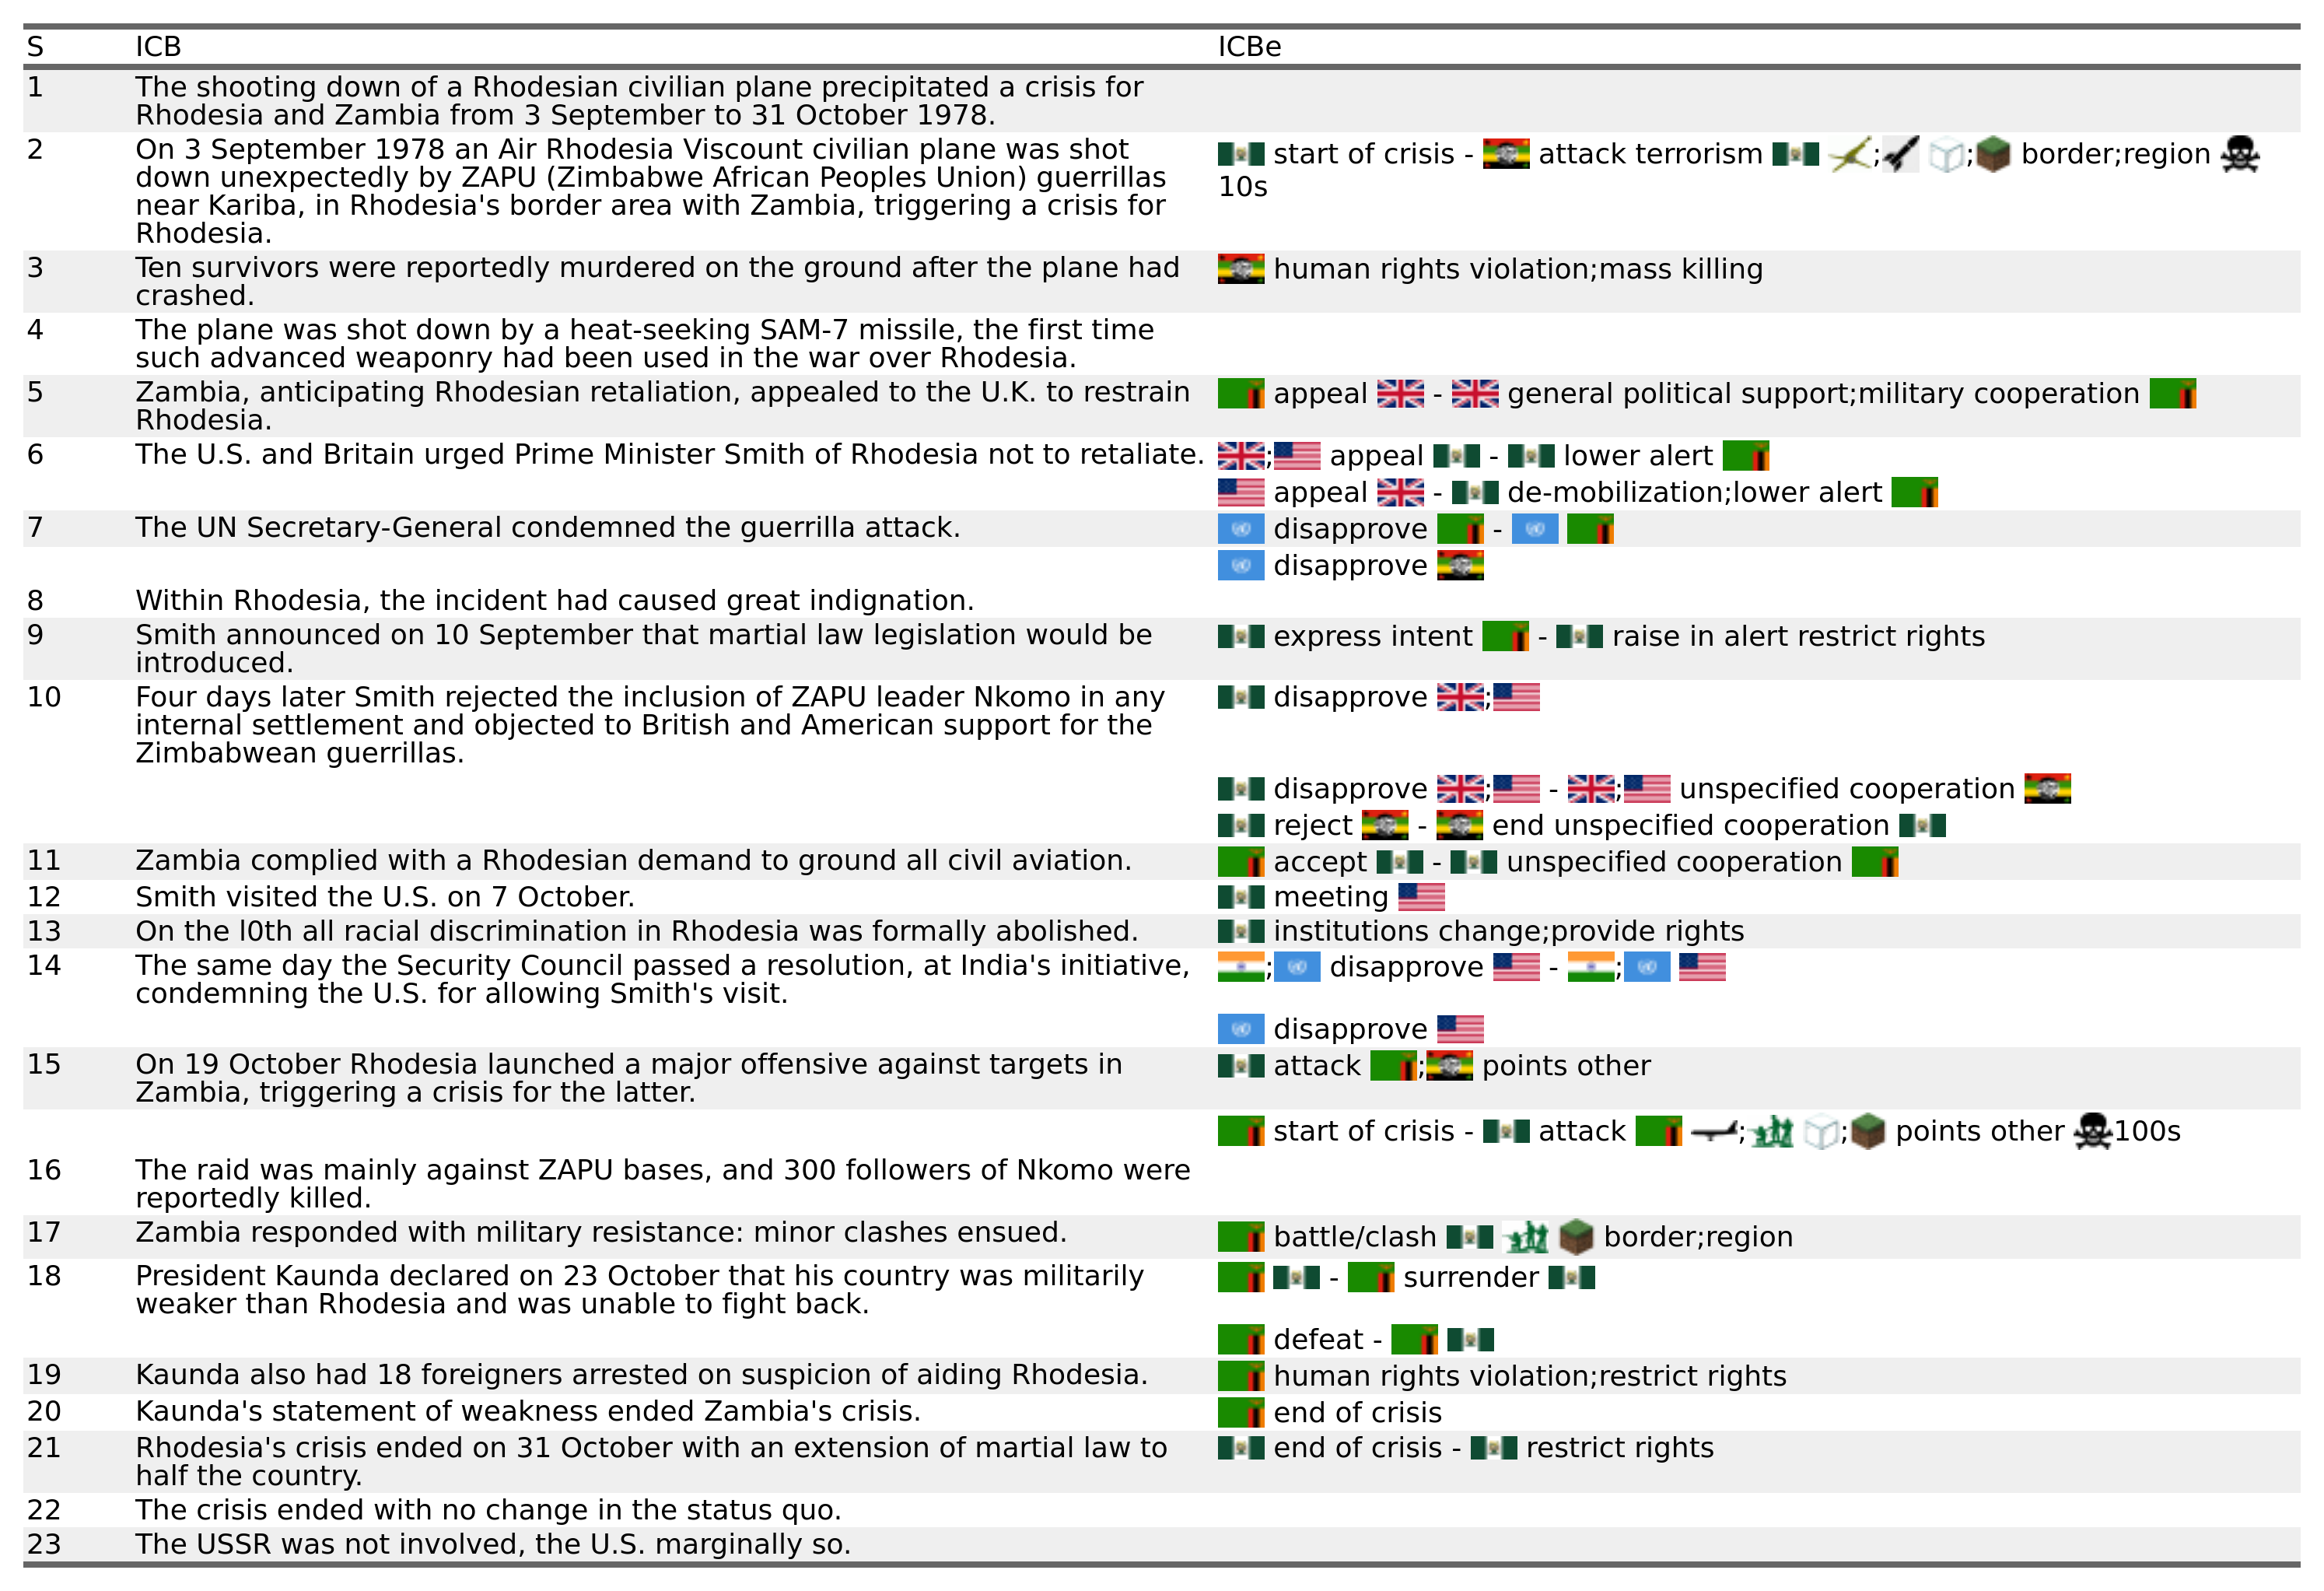 S ICB ICBe
1 The shooting down of a Rhodesian civilian plane precipitated a crisis for
Rhodesia and Zambia from 3 September to 31 October 1978.
2 On 3 September 1978 an Air Rhodesia Viscount civilian plane was shot
down unexpectedly by ZAPU (Zimbabwe African Peoples Union) guerrillas
near Kariba, in Rhodesia's border area with Zambia, triggering a crisis for
Rhodesia.
start of crisis - attack terrorism ; ; border;region
10s
3 Ten survivors were reportedly murdered on the ground after the plane had
crashed.
human rights violation;mass killing
4 The plane was shot down by a heat-seeking SAM-7 missile, the first time
such advanced weaponry had been used in the war over Rhodesia.
5 Zambia, anticipating Rhodesian retaliation, appealed to the U.K. to restrain
Rhodesia.
appeal - general political support;military cooperation
6 The U.S. and Britain urged Prime Minister Smith of Rhodesia not to retaliate.
; appeal - lower alert
appeal - de-mobilization;lower alert
7 The UN Secretary-General condemned the guerrilla attack.
disapprove -
disapprove
8 Within Rhodesia, the incident had caused great indignation.
9 Smith announced on 10 September that martial law legislation would be
introduced.
express intent - raise in alert restrict rights
10 Four days later Smith rejected the inclusion of ZAPU leader Nkomo in any
internal settlement and objected to British and American support for the
Zimbabwean guerrillas.
disapprove ;
disapprove ; - ; unspecified cooperation
reject - end unspecified cooperation
11 Zambia complied with a Rhodesian demand to ground all civil aviation.
accept - unspecified cooperation
12 Smith visited the U.S. on 7 October.
meeting
13 On the l0th all racial discrimination in Rhodesia was formally abolished.
institutions change;provide rights
14 The same day the Security Council passed a resolution, at India's initiative,
condemning the U.S. for allowing Smith's visit.
; disapprove - ;
disapprove
15 On 19 October Rhodesia launched a major offensive against targets in
Zambia, triggering a crisis for the latter.
attack ; points other
start of crisis - attack ; ; points other 100s
16 The raid was mainly against ZAPU bases, and 300 followers of Nkomo were
reportedly killed.
17 Zambia responded with military resistance: minor clashes ensued.
battle/clash border;region
18 President Kaunda declared on 23 October that his country was militarily
weaker than Rhodesia and was unable to fight back.
- surrender
defeat -
19 Kaunda also had 18 foreigners arrested on suspicion of aiding Rhodesia.
human rights violation;restrict rights
20 Kaunda's statement of weakness ended Zambia's crisis.
end of crisis
21 Rhodesia's crisis ended on 31 October with an extension of martial law to
half the country.
end of crisis - restrict rights
22 The crisis ended with no change in the status quo.
23 The USSR was not involved, the U.S. marginally so.